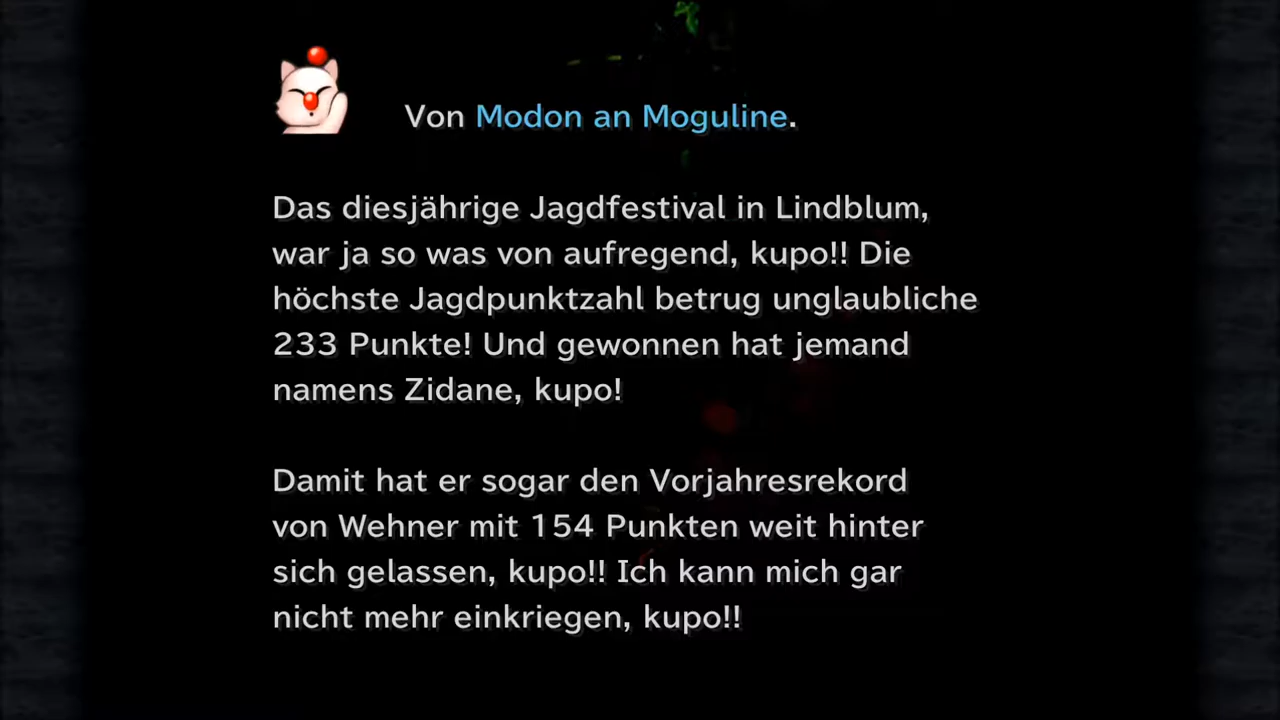 Von Modon an Moguline.
Das diesjährige Jagdfestival in Lindblum,
war ja so was von aufregend, kupo!! Die
höchste Jagdpunktzahl betrug unglaubliche
233 Punkte! Und gewonnen hat jemand
namens Zidane, kupo!
Damit hat er sogar den Vorjahresrekord
von Wehner mit 154 Punkten weit hinter
sich gelassen, kupo!! Ich kann mich gar
nicht mehr einkriegen, kupo!!